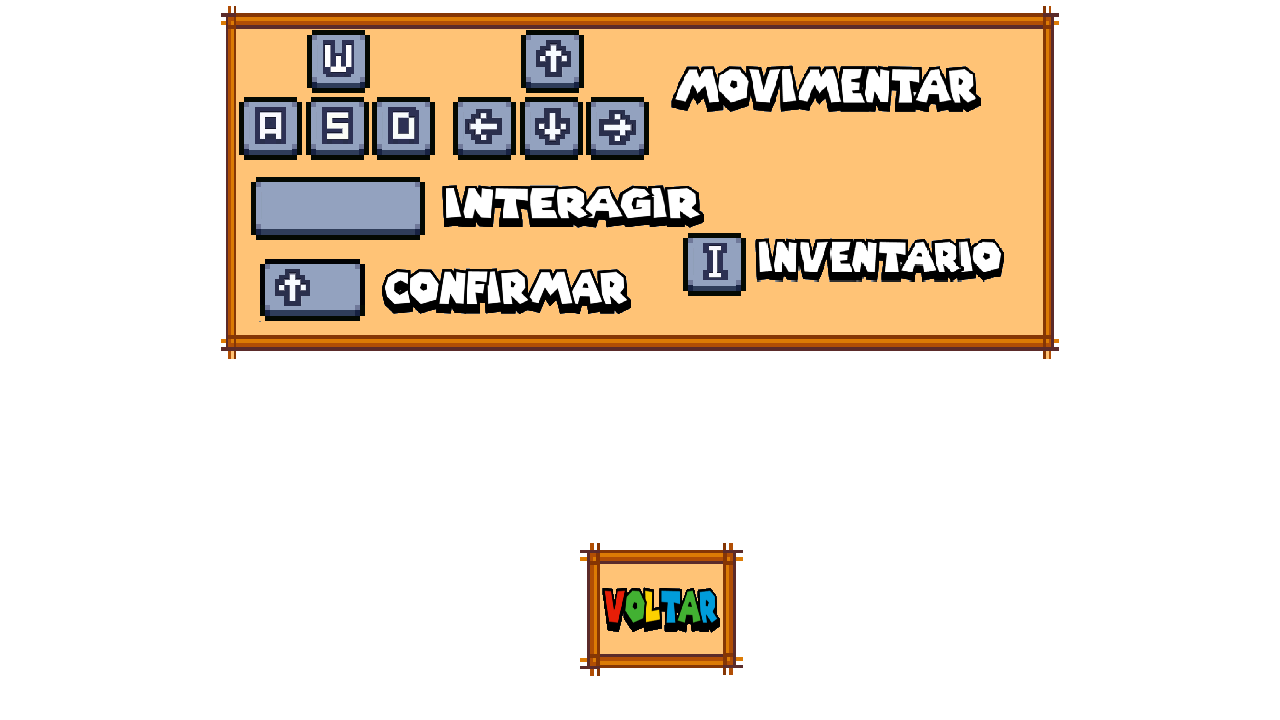 W
MOVIMENTAR
A S D
INTERAGIR
I INVENTARIO
CONFIRMAR
VOLTAR